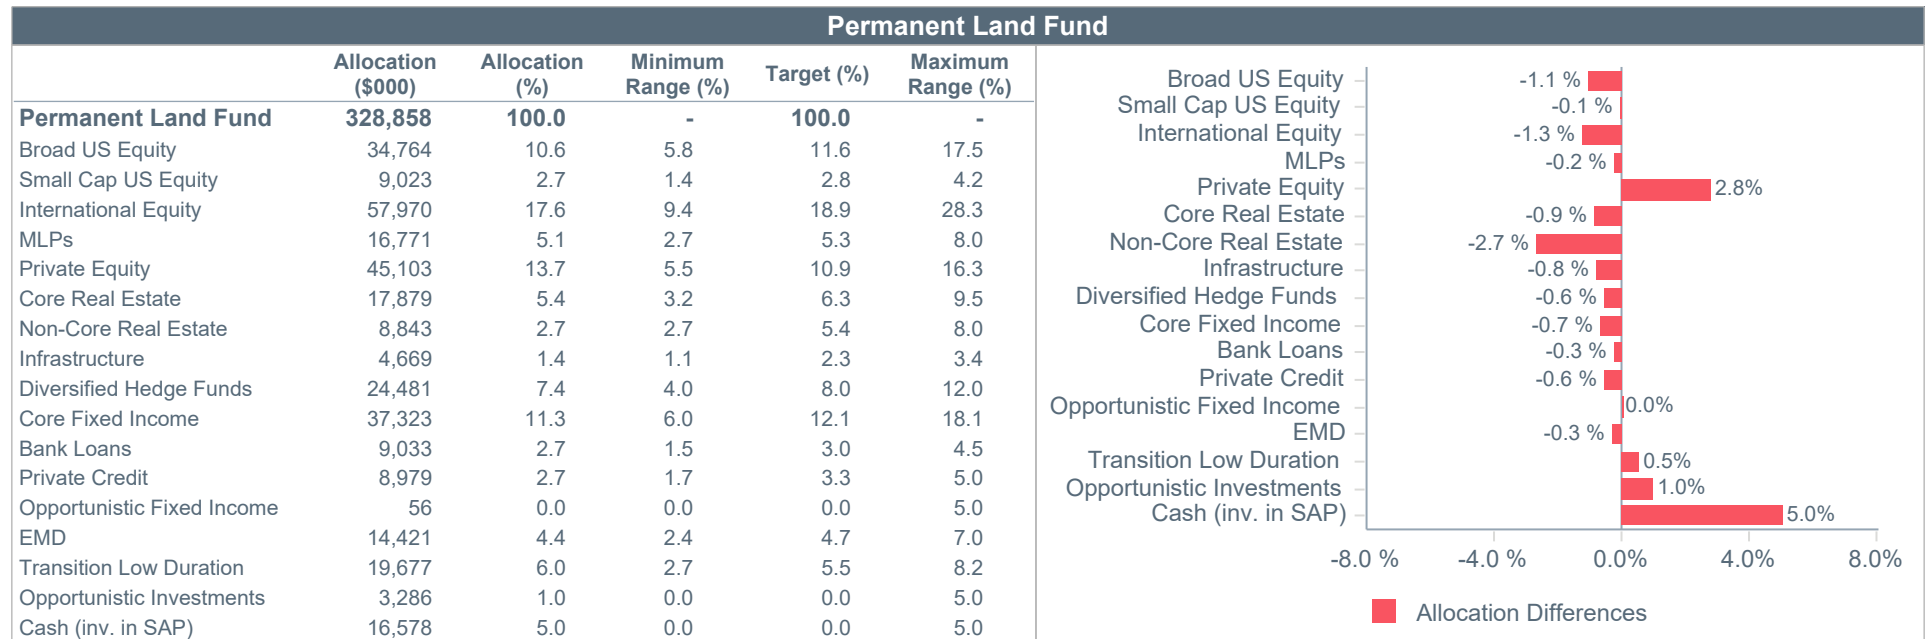 Permanent Land Fund
Allocation ($000) Allocation (%) Minimum Range (%) Target (%) Maximum Range (%)
Permanent Land Fund 328,858 100.0 - 100.0 -
Broad US Equity 34,764 10.6 5.8 11.6 17.5
Small Cap US Equity 9,023 2.7 1.4 2.8 4.2
International Equity 57,970 17.6 9.4 18.9 28.3
MLPs 16,771 5.1 2.7 5.3 8.0
Private Equity 45,103 13.7 5.5 10.9 16.3
Core Real Estate 17,879 5.4 3.2 6.3 9.5
Non-Core Real Estate 8,843 2.7 2.7 5.4 8.0
Infrastructure 4,669 1.4 1.1 2.3 3.4
Diversified Hedge Funds 24,481 7.4 4.0 8.0 12.0
Core Fixed Income 37,323 11.3 6.0 12.1 18.1
Bank Loans 9,033 2.7 1.5 3.0 4.5
Private Credit 8,979 2.7 1.7 3.3 5.0
Opportunistic Fixed Income 56 0.0 0.0 0.0 5.0
EMD 14,421 4.4 2.4 4.7 7.0
Transition Low Duration 19,677 6.0 2.7 5.5 8.2
Opportunistic Investments 3,286 1.0 0.0 0.0 5.0
Cash (inv. in SAP) 16,578 5.0 0.0 0.0 5.0
Broad US Equity -1.1 %
Small Cap US Equity -0.1 %
International Equity -1.3 %
MLPs -0.2 %
Private Equity 2.8%
Core Real Estate -0.9 %
Non-Core Real Estate -2.7 %
Infrastructure -0.8 %
Diversified Hedge Funds -0.6 %
Core Fixed Income -0.7 %
Bank Loans -0.3 %
Private Credit -0.6 %
Opportunistic Fixed Income 0.0%
EMD -0.3 %
Transition Low Duration 0.5%
Opportunistic Investments 1.0%
Cash (inv. in SAP) 5.0%
-8.0 % -4.0 % 0.0% 4.0% 8.0%
Allocation Differences